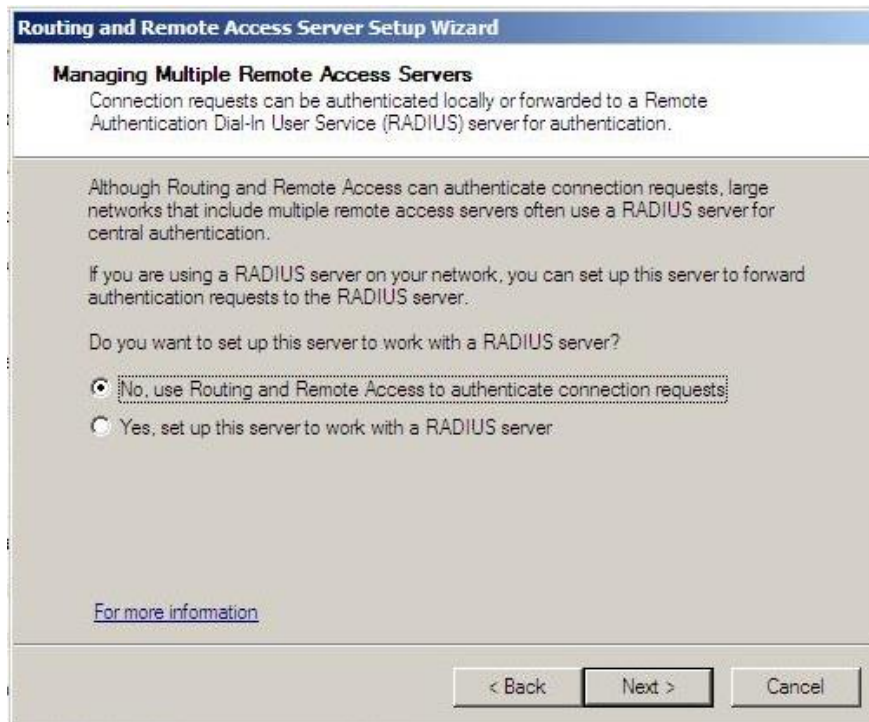 Routing and Remote Access Server Setup Wizard
Managing Multiple Remote Access Servers
Connection requests can be authenticated locally or forwarded to a Remote
Authentication Dial-In User Service (RADIUS) server for authentication.
Although Routing and Remote Access can authenticate connection requests, large
networks that include multiple remote access servers often use a RADIUS server for
central authentication.
If you are using a RADIUS server on your network, you can set up this server to forward
authentication requests to the RADIUS server.
Do you want to set up this server to work with a RADIUS server?
No, use Routing and Remote Access to authenticate connection requests
Yes, set up this server to work with a RADIUS server
For more information
< Back Next > Cancel